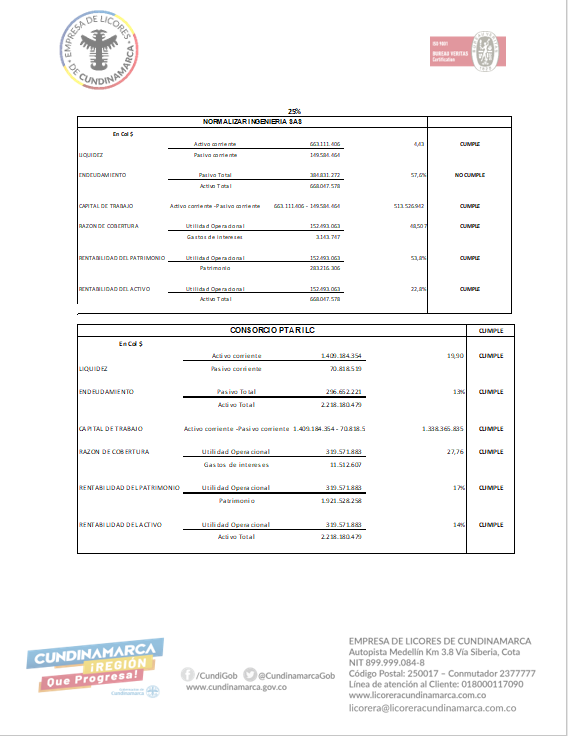 EMPRESA DE LICORES
DE CUNDINAMARCA
ISO 9001
BUREAU VERITAS
Certification
25%
NORMALIZAR INGENIERIA SAS
En Col $
Activo corriente 663.111.406 4,43 CUMPLE
LIQUIDEZ Pasivo corriente 149.584.464
ENDEUDAMIENTO Pasivo Total 384.831.272 57,6% NO CUMPLE
Activo Total 668.047.578
CAPITAL DE TRABAJO Activo corriente -Pasivo corriente 663.111.406 - 149.584.464 513.526.942 CUMPLE
RAZON DE COBERTURA Utilidad Operacional 152.493.063 48,507 CUMPLE
Gastos de intereses 3.143.747
RENTABILIDAD DEL PATRIMONIO Utilidad Operacional 152.493.063 53,8% CUMPLE
Patrimonio 283.216.306
RENTABILIDAD DEL ACTIVO Utilidad Operacional 152.493.063 22,8% CUMPLE
Activo Total 668.047.578
CONSORCIO PTARILC CUMPLE
En Col $
Activo corriente 1.409.184.354 19,90 CUMPLE
LIQUIDEZ Pasivo corriente 70.818.519
ENDEUDAMIENTO Pasivo Total 296.652.221 13% CUMPLE
Activo Total 2.218.180.479
CAPITAL DE TRABAJO Activo corriente -Pasivo corriente 1.409.184.354 - 70.818.5 1.338.365.835 CUMPLE
RAZON DE COBERTURA Utilidad Operacional 319.571.883 27,76 CUMPLE
Gastos de intereses 11.512.607
RENTABILIDAD DEL PATRIMONIO Utilidad Operacional 319.571.883 17% CUMPLE
Patrimonio 1.921.528.258
RENTABILIDAD DEL ACTIVO Utilidad Operacional 319.571.883 14% CUMPLE
Activo Total 2.218.180.479
CUNDINAMARCA
¡REGIÓN
Que Progresa!
Cundinamarca
/CundiGob @CundinamarcaGob
www.cundinamarca.gov.co
EMPRESA DE LICORES DE CUNDINAMARCA
Autopista Medellín Km 3.8 Vía Siberia, Cota
NIT 899.999.084-8
Código Postal: 250017 – Conmutador 2377777
Línea de atención al Cliente: 018000117090
www.licoreracundinamarca.com.co
licorera@licoreracundinamarca.com.co